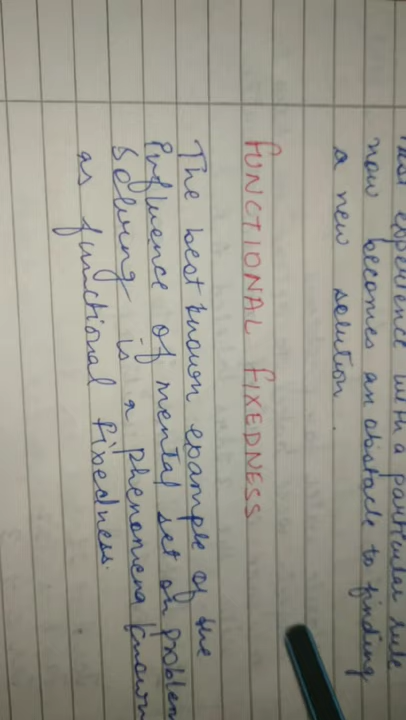 Past experience with a particular rule
now becomes an obstacle to finding
a new solution.
FUNCTIONAL FIXEDNESS
The best known example of the
influence of mental set on problem
solving is a phenomena known
as functional fixedness.